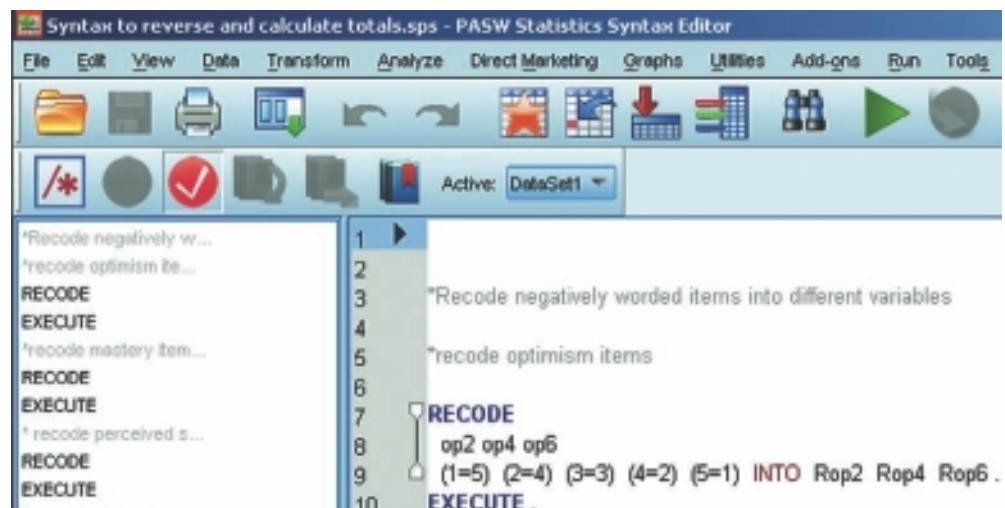 Syntax to reverse and calculate totals.sps - PASW Statistics Syntax Editor
File Edit View Data Transform Analyze Direct Marketing Graphs Utilities Add-ons Run Tools
Active: DataSet1
*Recode negatively w...
*recode optimism ite...
RECODE
EXECUTE
*recode mastery item...
RECODE
EXECUTE
* recode perceived s...
RECODE
EXECUTE
1
2
3 *Recode negatively worded items into different variables
4
5 *recode optimism items
6
7 RECODE
8 op2 op4 op6
9 (1=5) (2=4) (3=3) (4=2) (5=1) INTO Rop2 Rop4 Rop6 .
10 EXECUTE .